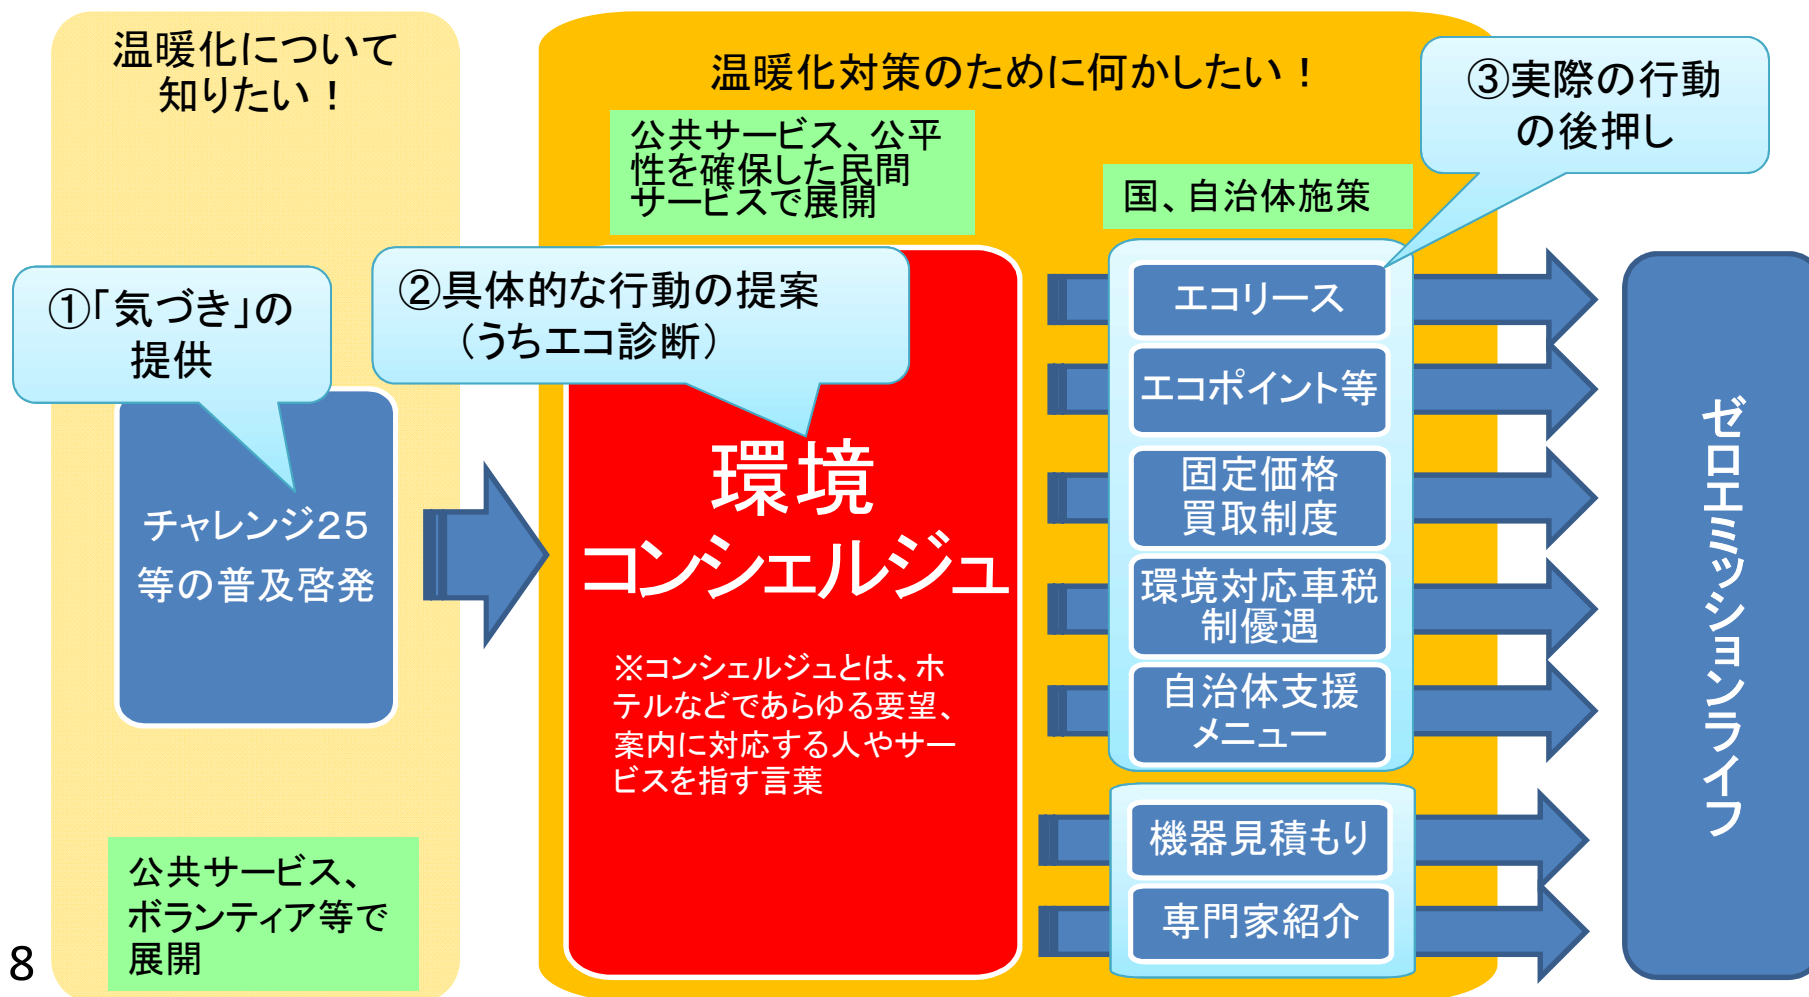 温暖化について
知りたい！
①「気づき」の
提供
チャレンジ25
等の普及啓発
公共サービス、
ボランティア等で
展開
8
温暖化対策のために何かしたい！
公共サービス、公平
性を確保した民間
サービスで展開
②具体的な行動の提案
（うちエコ診断）
環境
コンシェルジュ
※コンシェルジュとは、ホ
テルなどであらゆる要望、
案内に対応する人やサー
ビスを指す言葉
③実際の行動
の後押し
国、自治体施策
エコリース
エコポイント等
固定価格
買取制度
環境対応車税
制優遇
自治体支援
メニュー
機器見積もり
専門家紹介
ゼロエミッションライフ